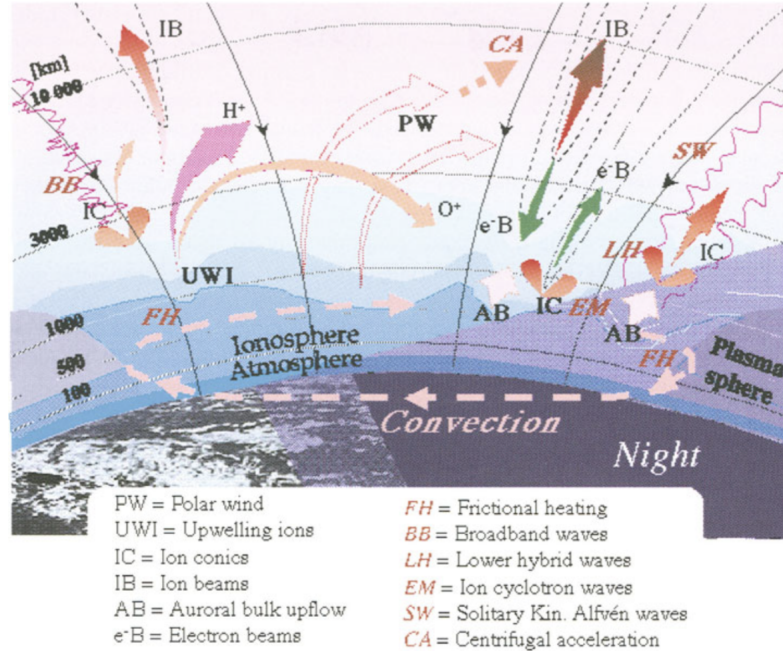 IB
IB
[km]
10 000
CA
H+
PW
BB
SW
e-B
IC
O+
3000
e-B
LH
IC
UWI
IC
EM
AB
FH
AB
1000
Ionosphere
FH
Plasma
500
Atmosphere
sphere
100
Convection
Night
PW = Polar wind
UWI = Upwelling ions
IC = Ion conics
IB = Ion beams
AB = Auroral bulk upflow
e-B = Electron beams
FH = Frictional heating
BB = Broadband waves
LH = Lower hybrid waves
EM = Ion cyclotron waves
SW = Solitary Kin. Alfvén waves
CA = Centrifugal acceleration